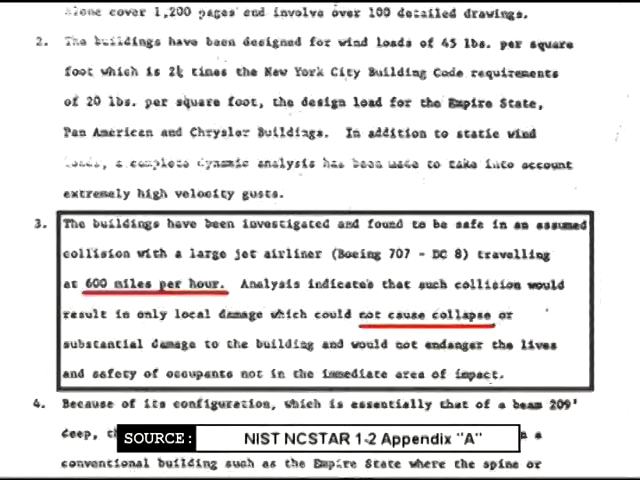 alone cover 1,200 pages and involve over 100 detailed drawings.
2. The buildings have been designed for wind loads of 45 lbs. per square
foot which is 2¼ times the New York City Building Code requirements
of 20 lbs. per square foot, the design load for the Empire State,
Pan American and Chrysler Buildings. In addition to static wind
loads, a complete dynamic analysis has been made to take into account
extremely high velocity gusts.
3. The buildings have been investigated and found to be safe in an assumed
collision with a large jet airliner (Boeing 707 - DC 8) travelling
at 600 miles per hour. Analysis indicates that such collision would
result in only local damage which could not cause collapse or
substantial damage to the building and would not endanger the lives
and safety of occupants not in the immediate area of impact.
4. Because of its configuration, which is essentially that of a beam 209'
deep, a
SOURCE: NIST NCSTAR 1-2 Appendix "A"
conventional building such as the Empire State where the spine or